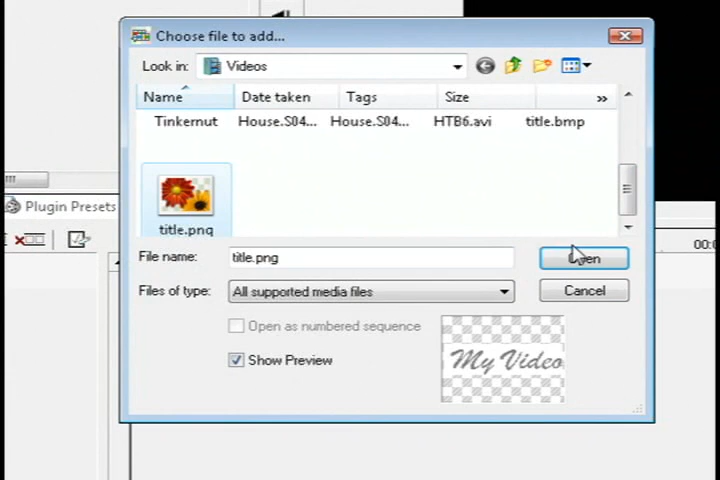 Choose file to add...
Look in: Videos
Name Date taken Tags Size »
Tinkernut House.S04... House.S04... HTB6.avi title.bmp
title.png
Plugin Presets
File name: title.png Open
Files of type: All supported media files Cancel
Open as numbered sequence
Show Preview
My Video